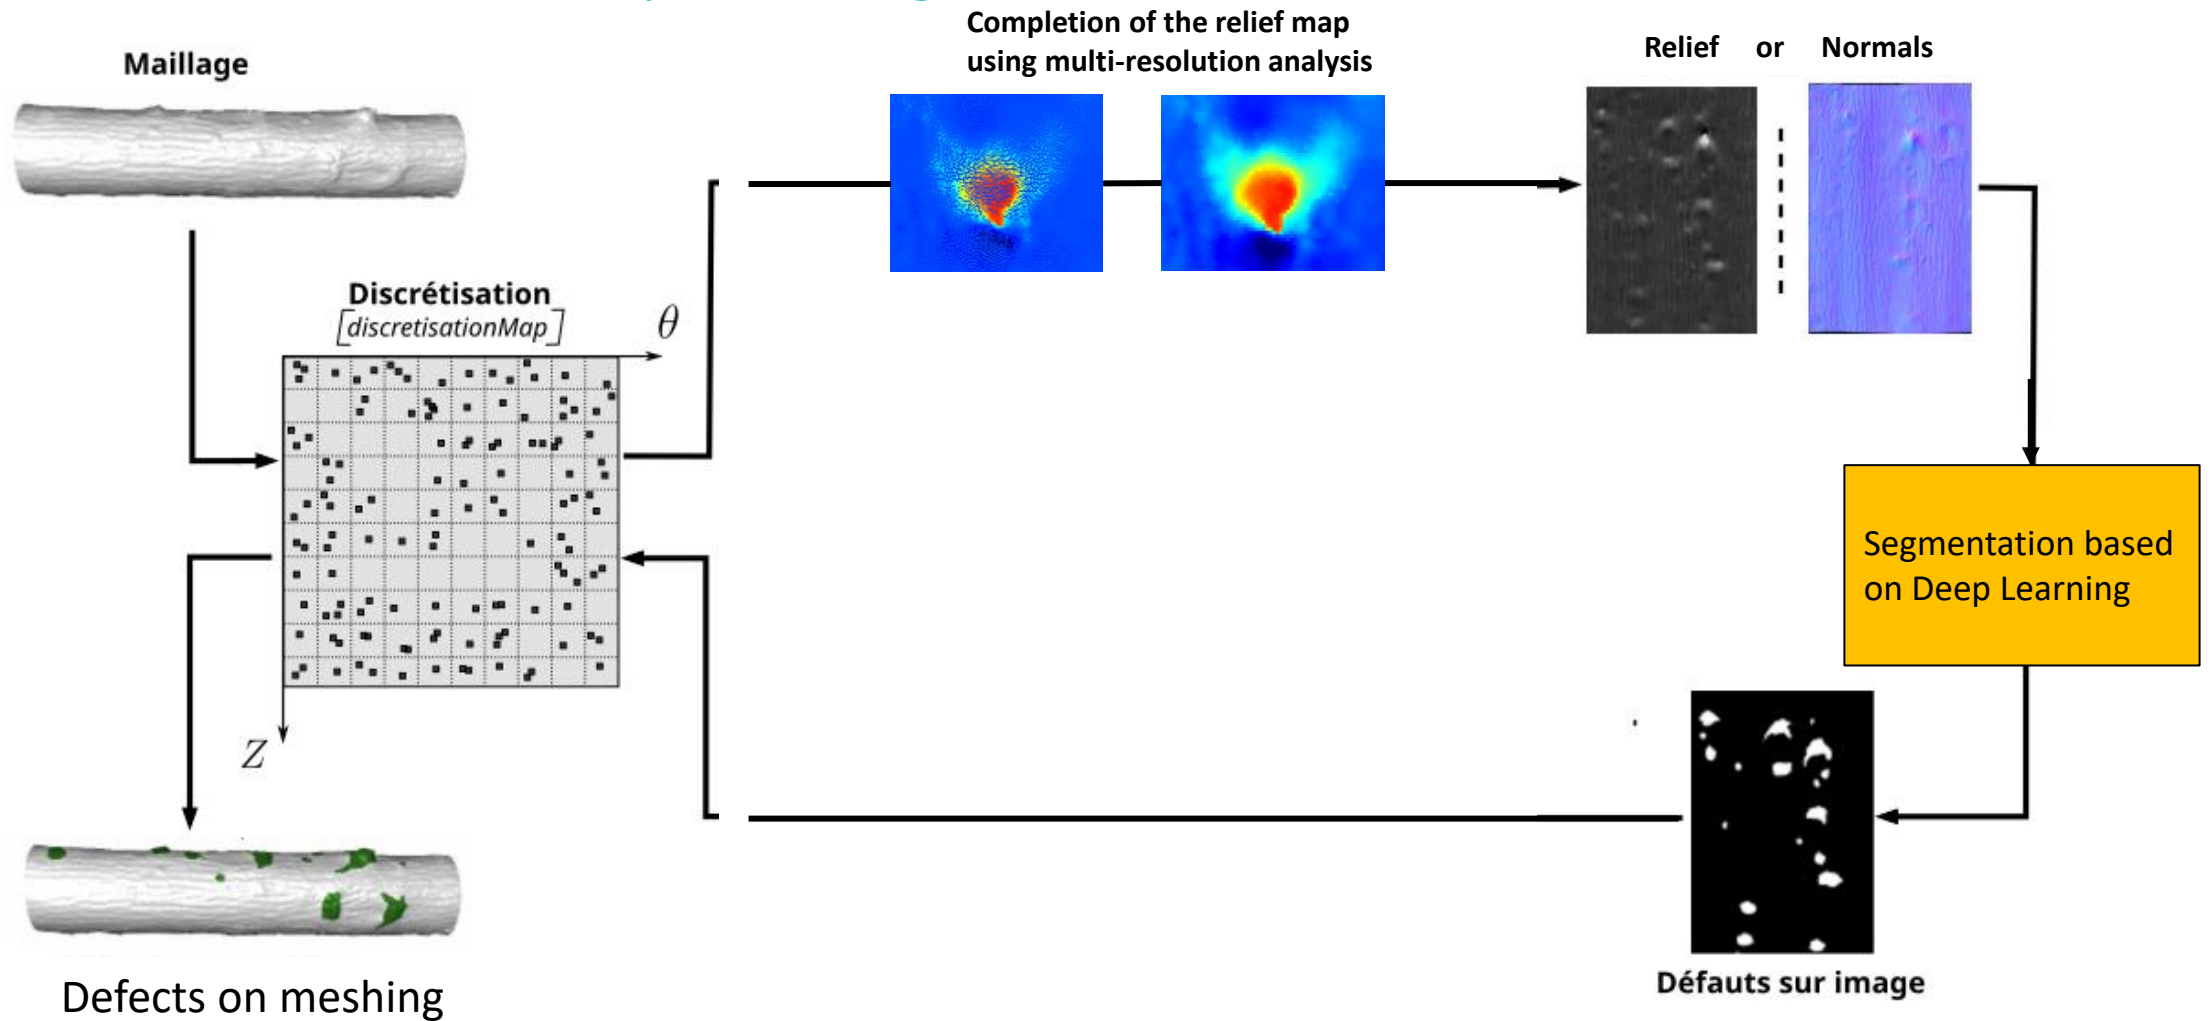 Completion of the relief map
using multi-resolution analysis
Relief or Normals
Maillage
Discrétisation
[discretisationMap]
θ
Z
Segmentation based
on Deep Learning
Défauts sur image
Defects on meshing